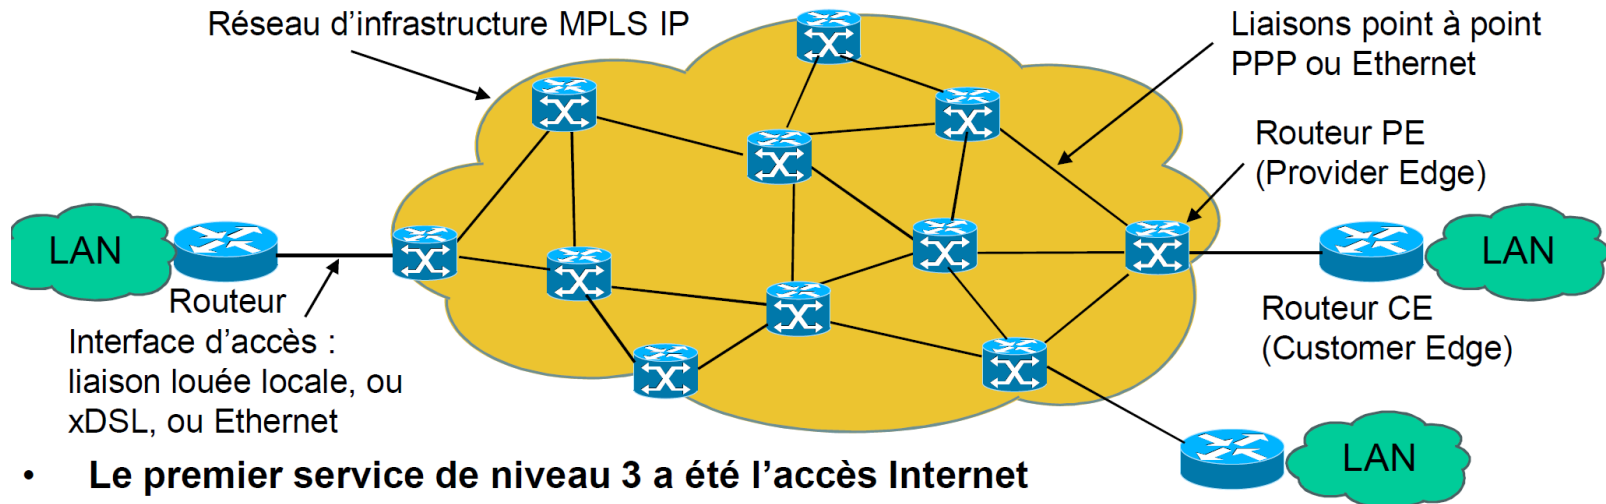 Réseau d’infrastructure MPLS IP
Liaisons point à point
PPP ou Ethernet
Routeur PE
(Provider Edge)
LAN
LAN
Routeur
Interface d’accès :
liaison louée locale, ou
xDSL, ou Ethernet
Routeur CE
(Customer Edge)
LAN
• Le premier service de niveau 3 a été l’accès Internet